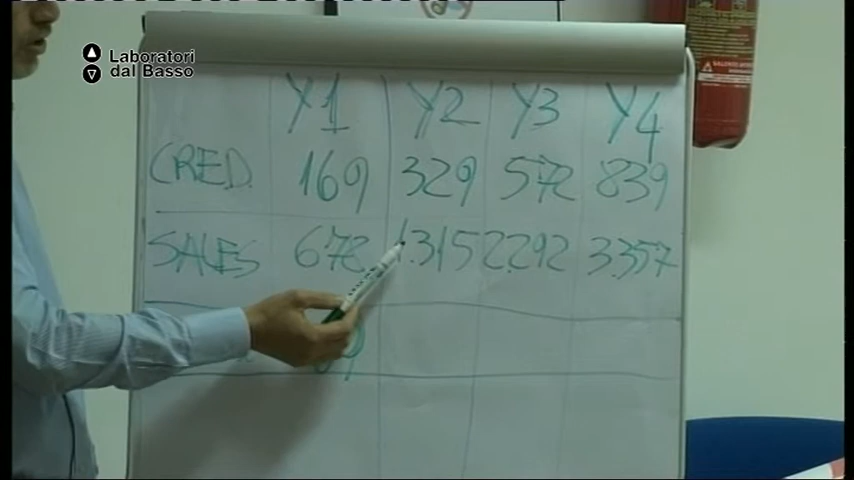 Laboratori
dal Basso
Y1 Y2 Y3 Y4
CRED. 169 329 572 839
SALES 678 1.315 2.292 3.357